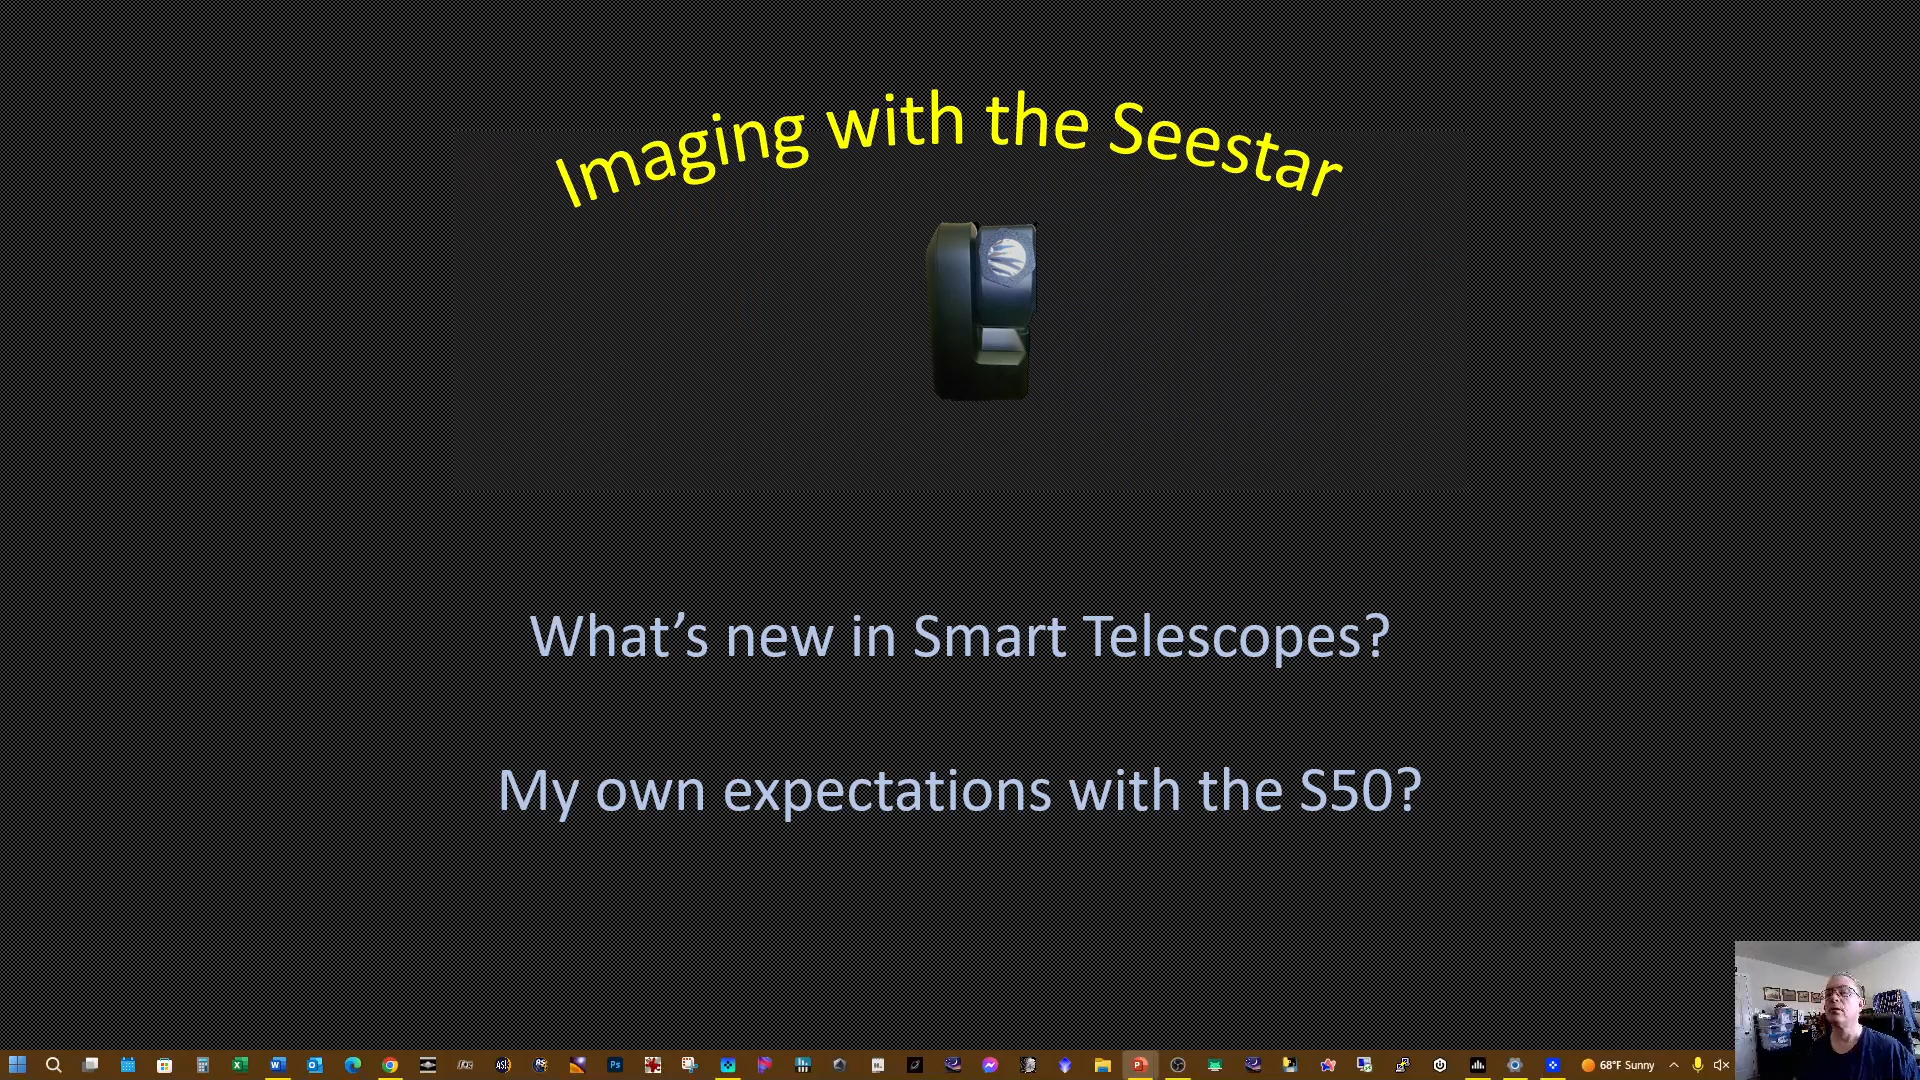 Imaging with the Seestar
What's new in Smart Telescopes?
My own expectations with the S50?
68°F Sunny